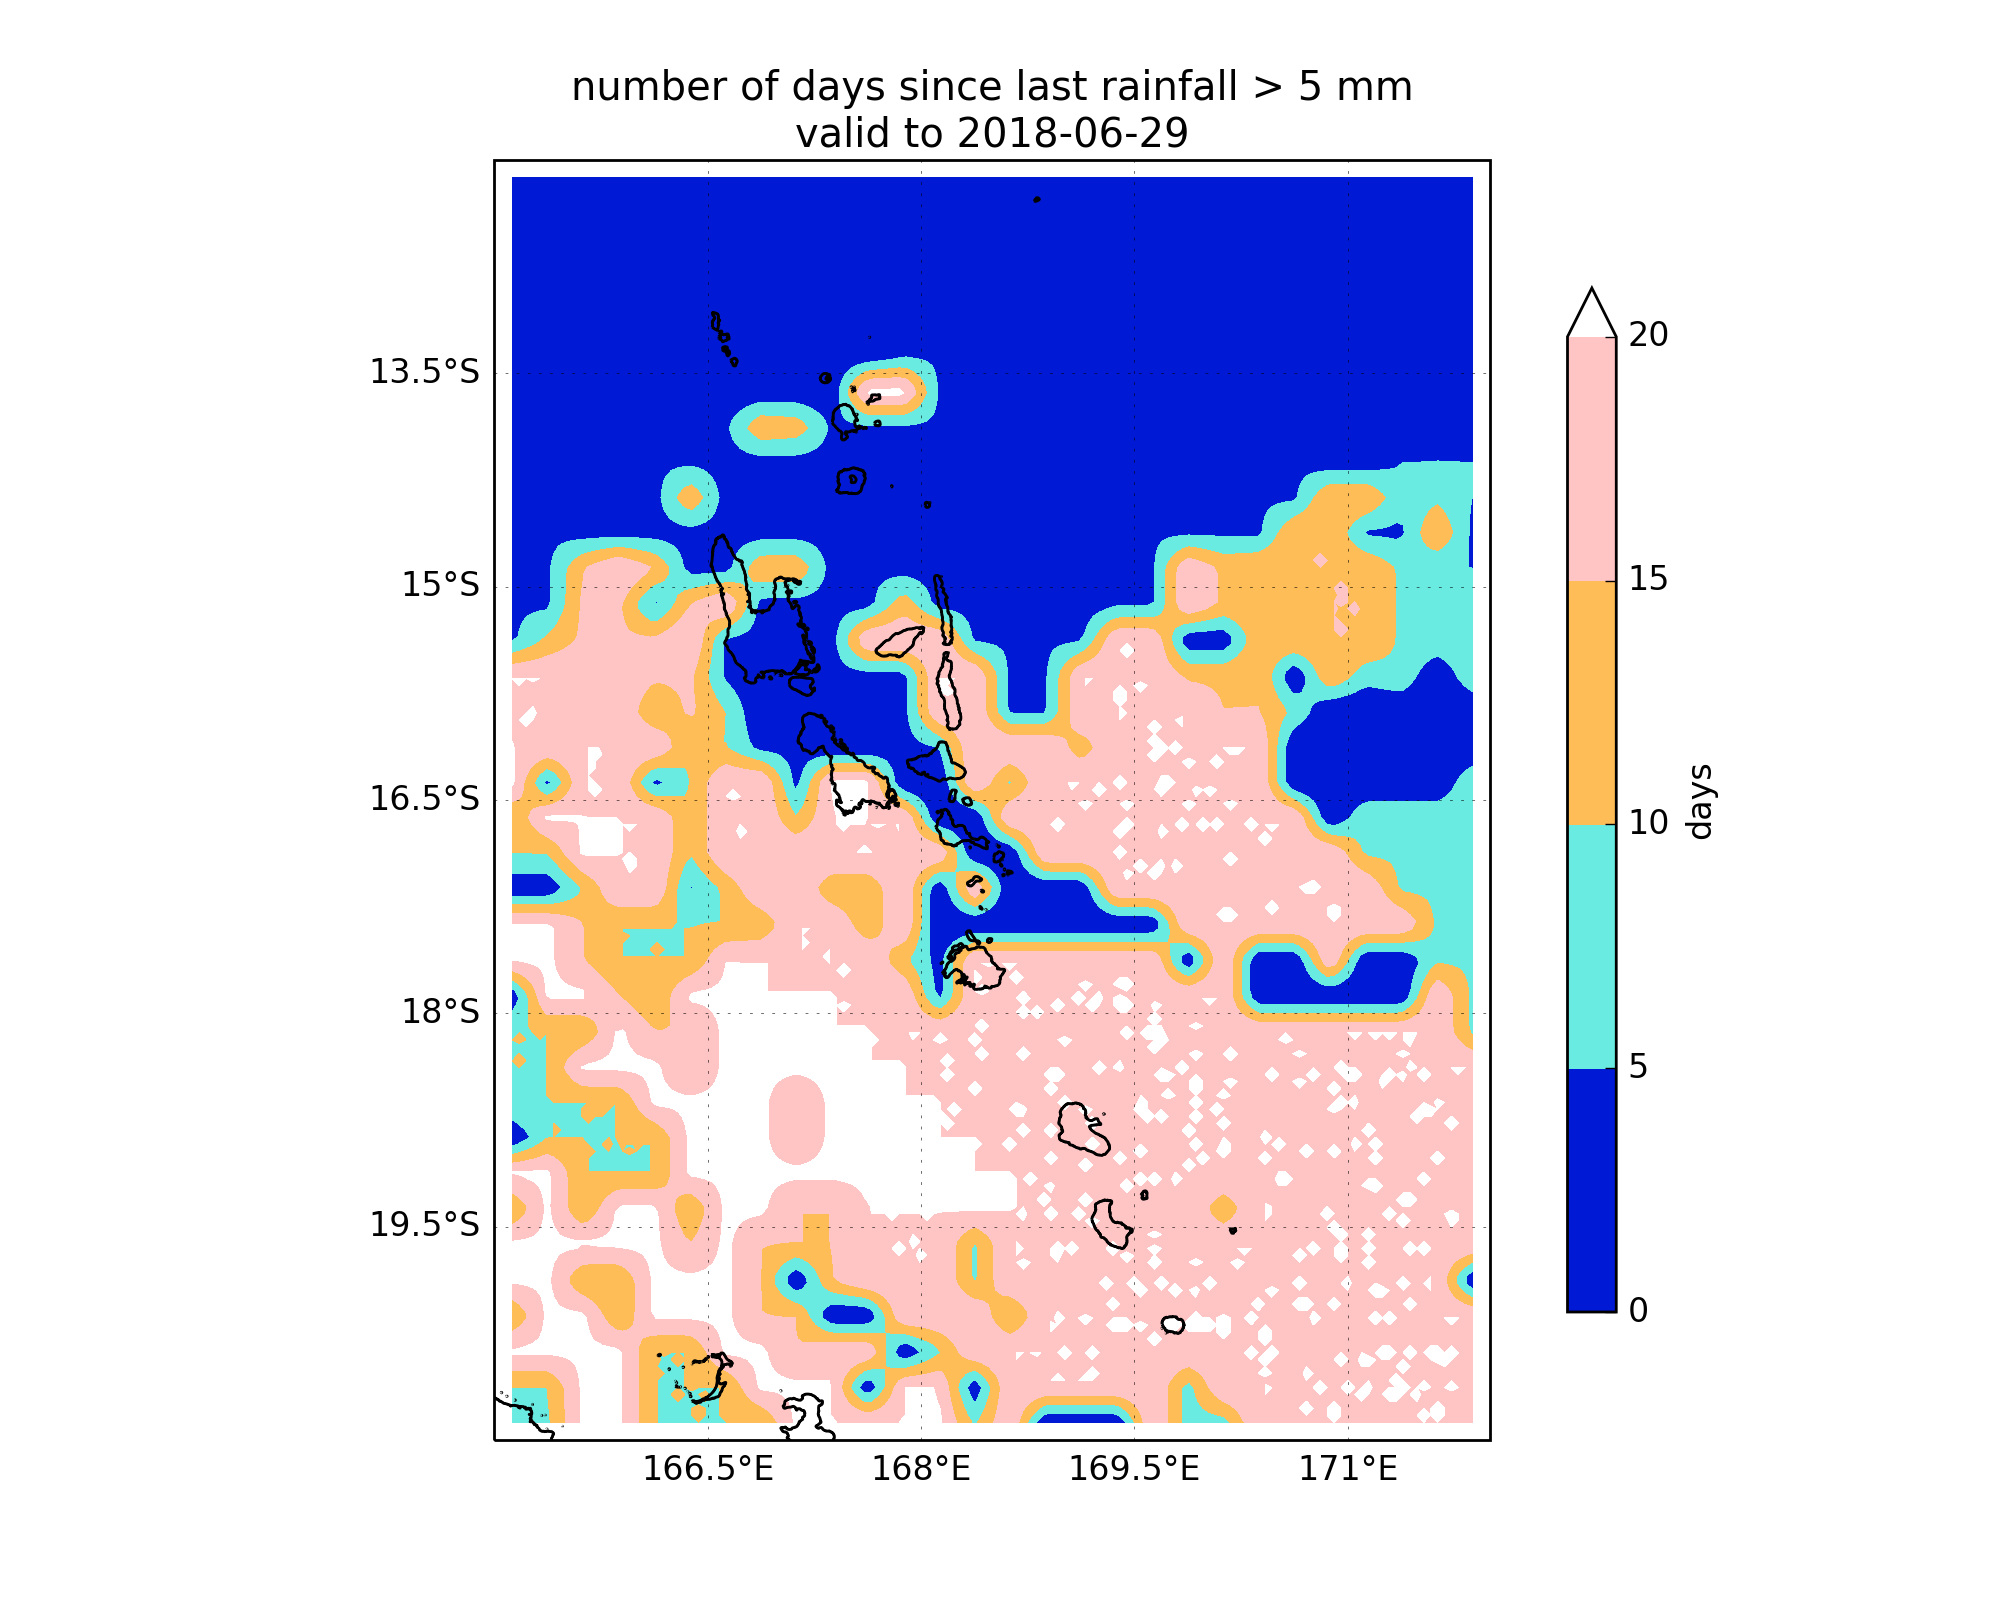 number of days since last rainfall > 5 mm
valid to 2018-06-29
13.5°S
15°S
16.5°S
18°S
19.5°S
166.5°E
168°E
169.5°E
171°E
20
15
10
5
0
days